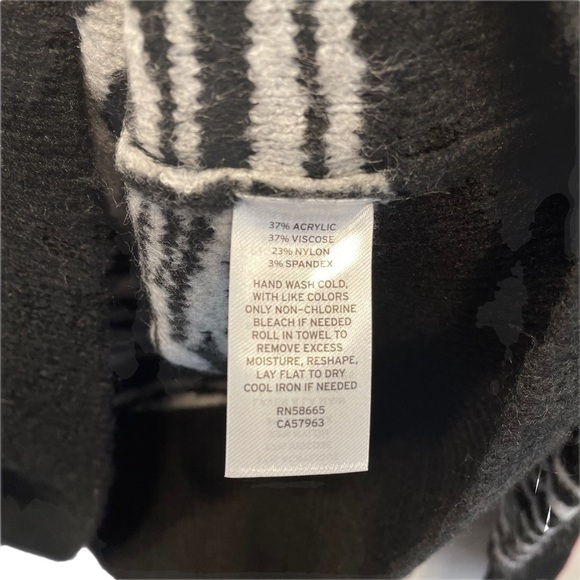 37% ACRYLIC
37% VISCOSE
23% NYLON
3% SPANDEX
HAND WASH COLD,
WITH LIKE COLORS
ONLY NON-CHLORINE
BLEACH IF NEEDED
ROLL IN TOWEL TO
REMOVE EXCESS
MOISTURE, RESHAPE,
LAY FLAT TO DRY
COOL IRON IF NEEDED
RN58665
CA57963